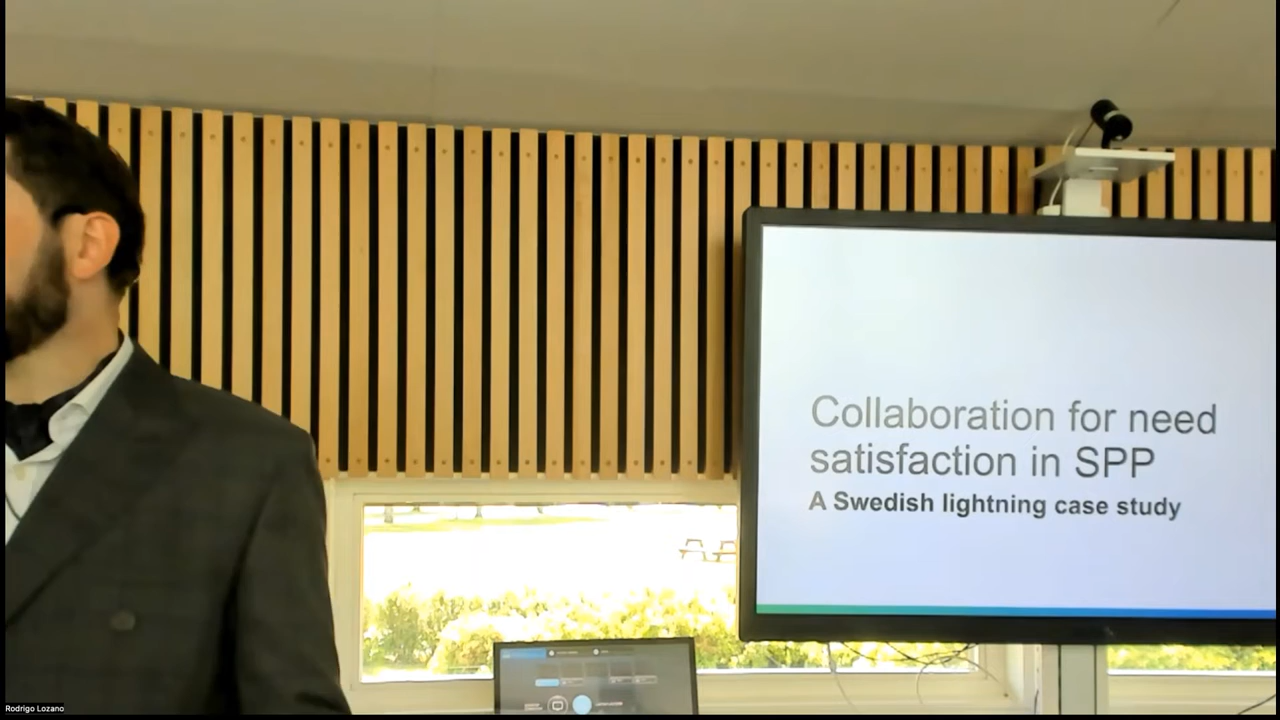 Collaboration for need
satisfaction in SPP
A Swedish lightning case study
Rodrigo Lozano